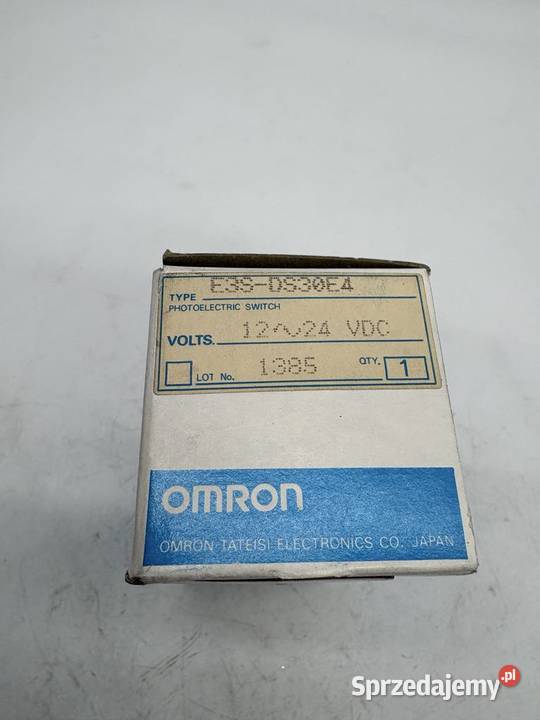 TYPE E3S-DS30E4
PHOTOELECTRIC SWITCH
VOLTS. 12~24 VDC
LOT No. 1385 QTY. 1
OMRON
OMRON TATEISI ELECTRONICS CO. JAPAN
Sprzedajemy.pl